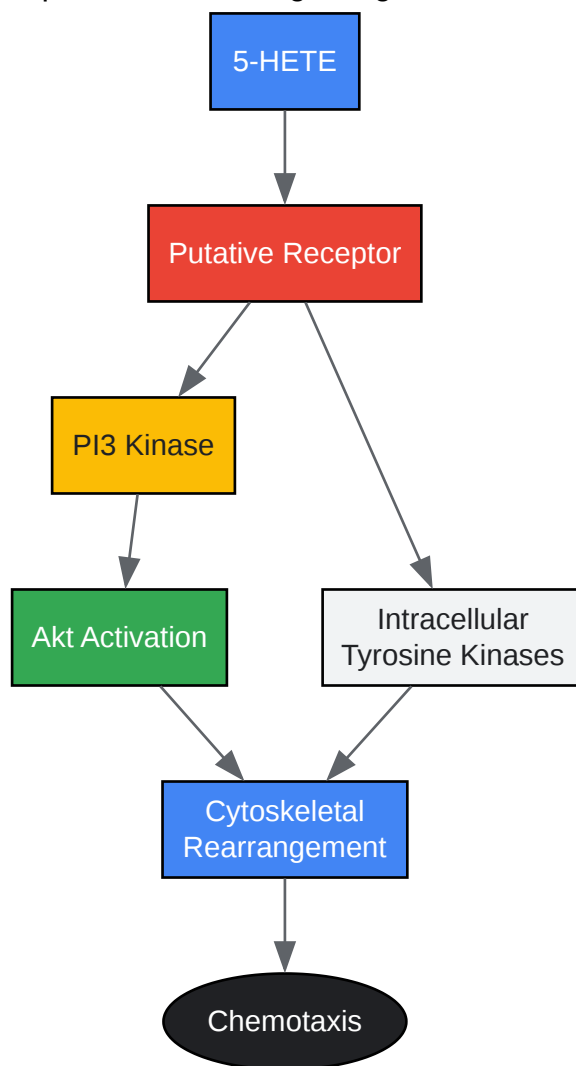 5-HETE
Putative Receptor
PI3 Kinase
Akt Activation
Intracellular
Tyrosine Kinases
Cytoskeletal
Rearrangement
Chemotaxis